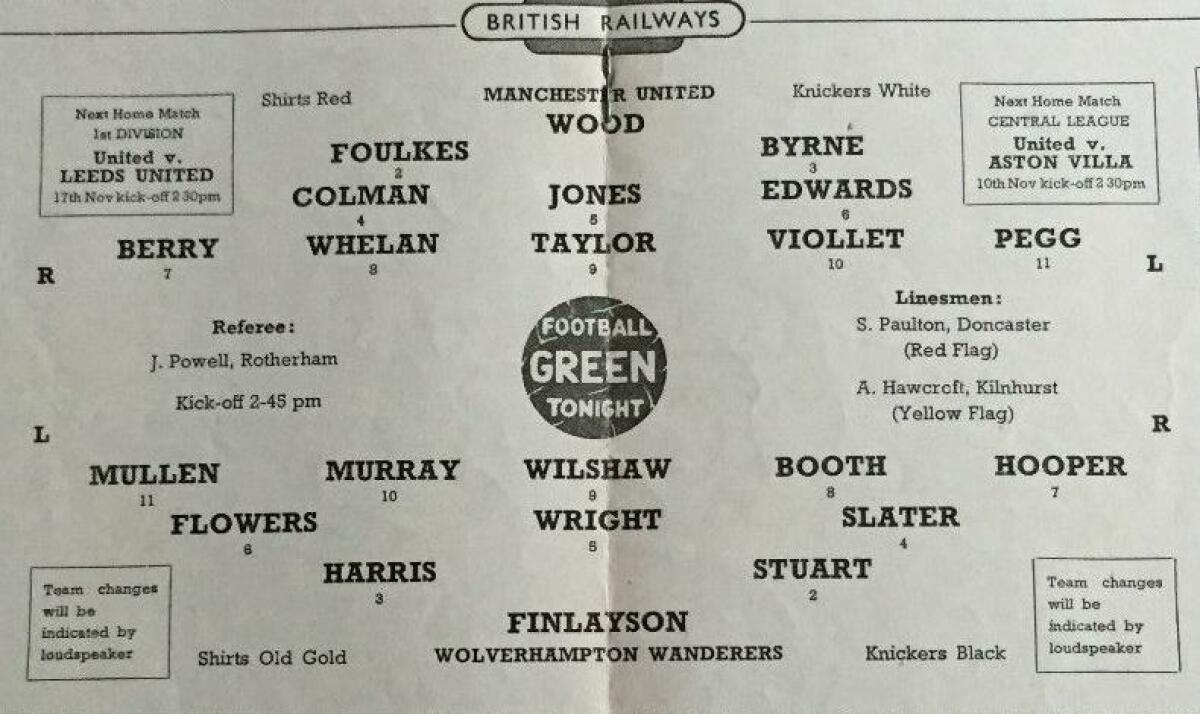 BRITISH RAILWAYS
Shirts Red
MANCHESTER UNITED
Knickers White
Next Home Match
1st DIVISION
United v.
LEEDS UNITED
17th Nov kick-off 2 30pm
Next Home Match
CENTRAL LEAGUE
United v.
ASTON VILLA
10th Nov kick-off 2 30pm
WOOD
FOULKES
2
BYRNE
3
COLMAN
4
JONES
5
EDWARDS
6
BERRY
7
WHELAN
8
TAYLOR
9
VIOLLET
10
PEGG
11
R
L
Referee:
J. Powell, Rotherham
Kick-off 2-45 pm
FOOTBALL
GREEN
TONIGHT
Linesmen:
S. Paulton, Doncaster
(Red Flag)
A. Hawcroft, Kilnhurst
(Yellow Flag)
L
R
MULLEN
11
MURRAY
10
WILSHAW
9
BOOTH
8
HOOPER
7
FLOWERS
6
WRIGHT
5
SLATER
4
HARRIS
3
STUART
2
FINLAYSON
Team changes
will be
indicated by
loudspeaker
Shirts Old Gold
WOLVERHAMPTON WANDERERS
Knickers Black
Team changes
will be
indicated by
loudspeaker